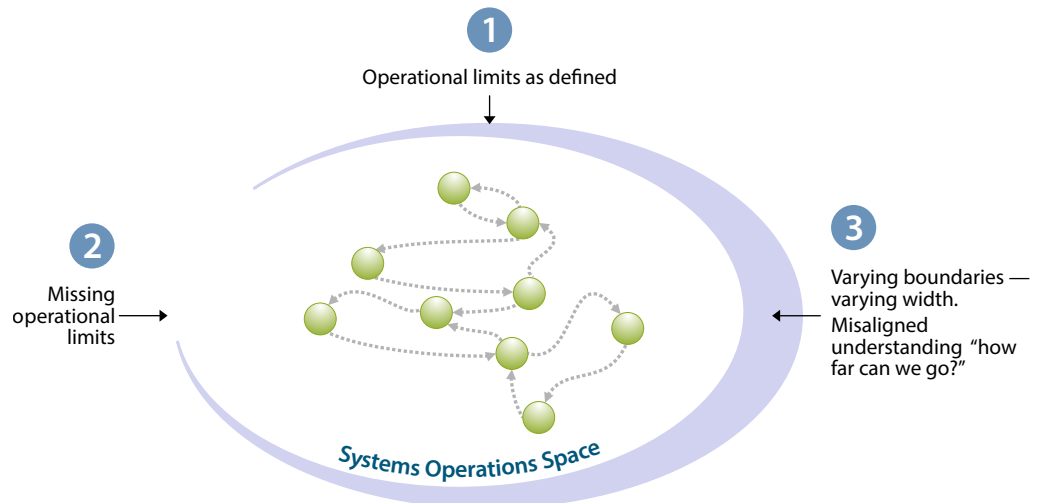 1
Operational limits as defined
2
Missing
operational
limits
3
Varying boundaries —
varying width.
Misaligned
understanding “how
far can we go?”
Systems Operations Space